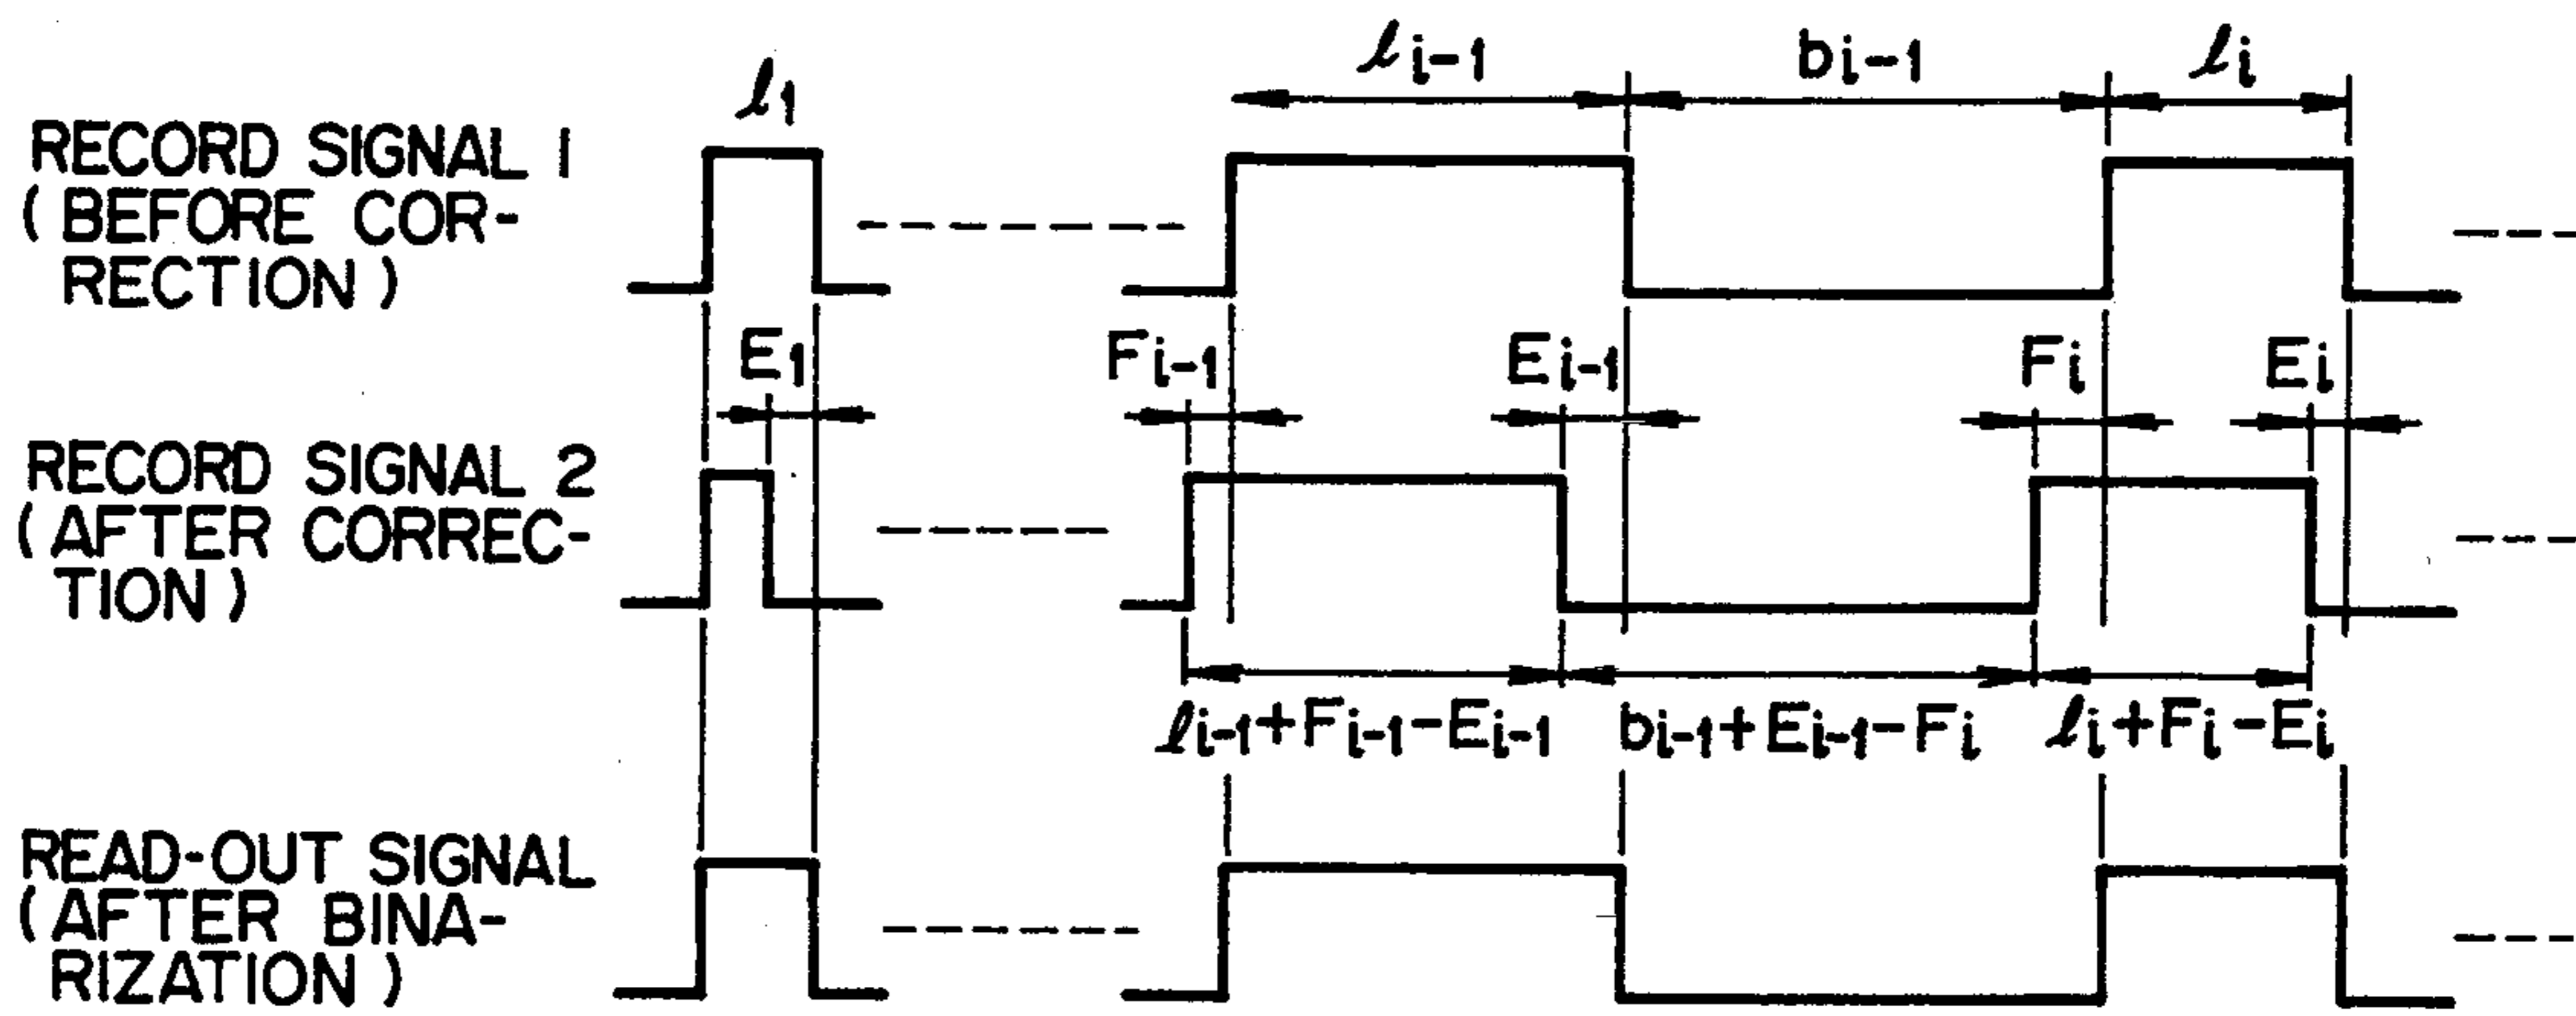 l1 li-1 bi-1 li
RECORD SIGNAL 1
(BEFORE COR-
RECTION)
E1 Fi-1 Ei-1 Fi Ei
RECORD SIGNAL 2
(AFTER CORREC-
TION)
li-1+Fi-1-Ei-1 bi-1+Ei-1-Fi li+Fi-Ei
READ-OUT SIGNAL
(AFTER BINA-
RIZATION)